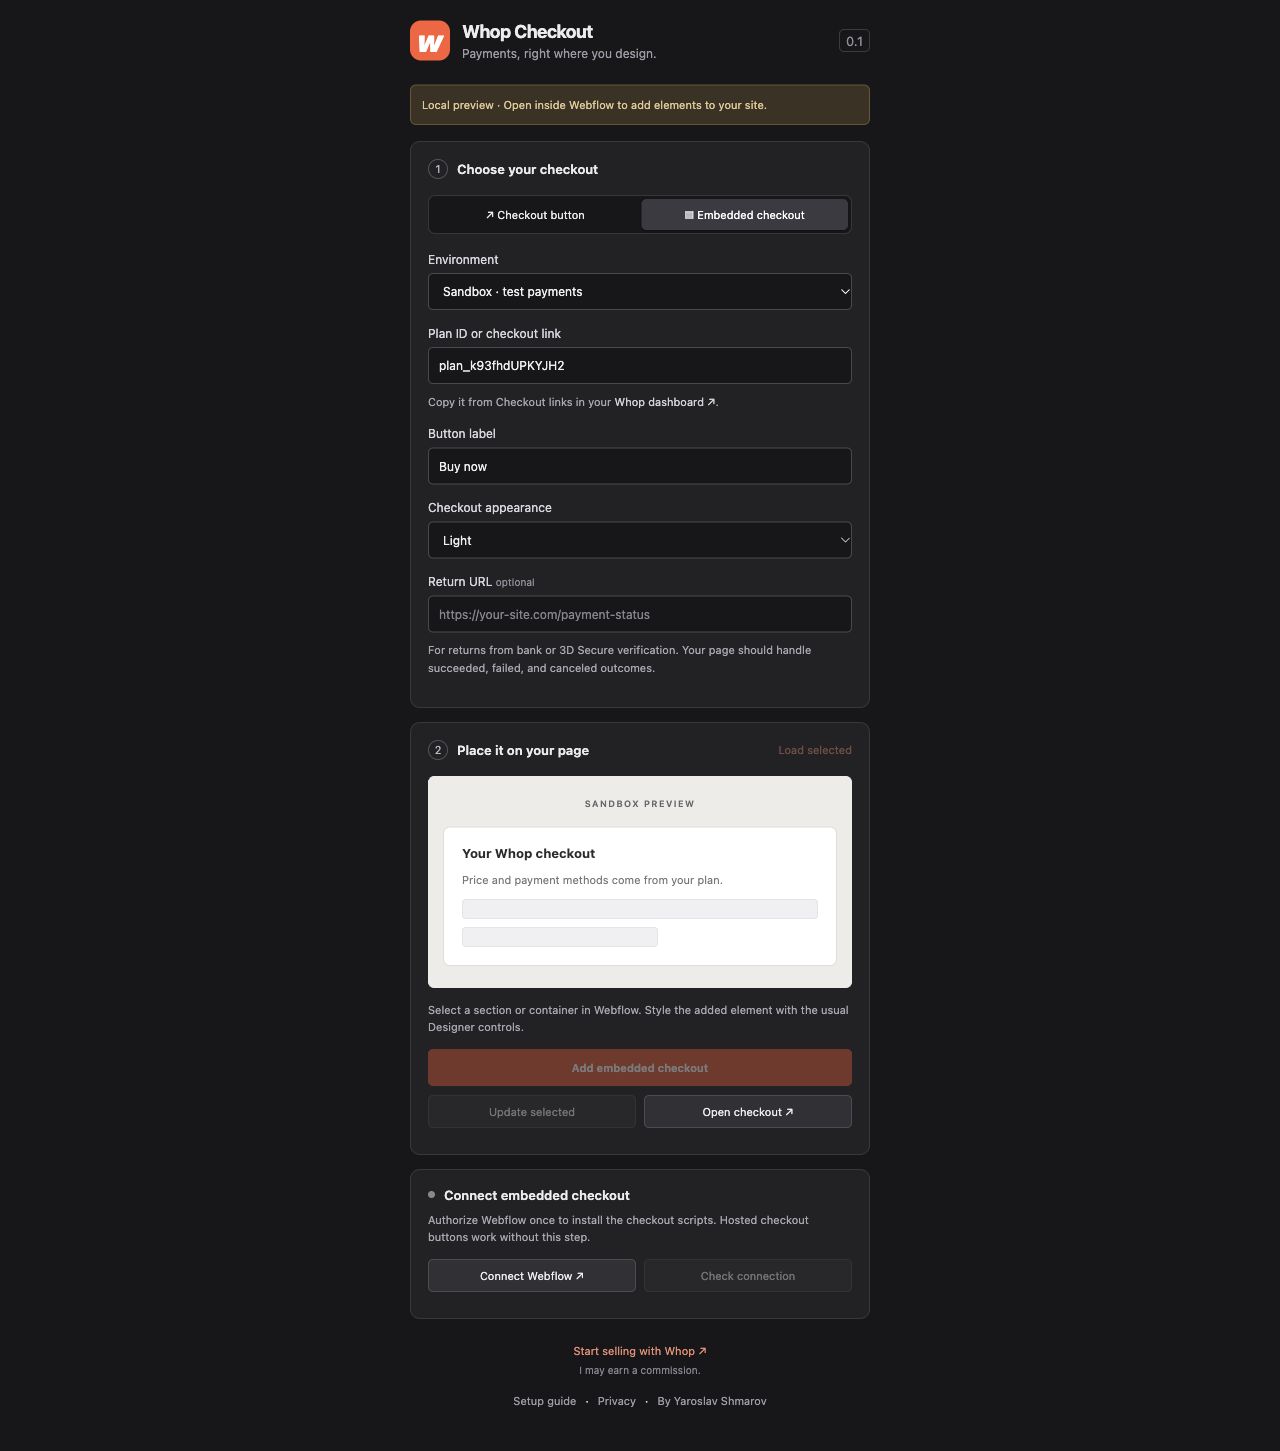 W
Whop Checkout
Payments, right where you design.
0.1
Local preview · Open inside Webflow to add elements to your site.
1 Choose your checkout
↗ Checkout button
Embedded checkout
Environment
Sandbox · test payments
Plan ID or checkout link
plan_k93fhdUPKYJH2
Copy it from Checkout links in your Whop dashboard ↗.
Button label
Buy now
Checkout appearance
Light
Return URL optional
https://your-site.com/payment-status
For returns from bank or 3D Secure verification. Your page should handle
succeeded, failed, and canceled outcomes.
2 Place it on your page
Load selected
SANDBOX PREVIEW
Your Whop checkout
Price and payment methods come from your plan.
Select a section or container in Webflow. Style the added element with the usual
Designer controls.
Add embedded checkout
Update selected
Open checkout ↗
Connect embedded checkout
Authorize Webflow once to install the checkout scripts. Hosted checkout
buttons work without this step.
Connect Webflow ↗
Check connection
Start selling with Whop ↗
I may earn a commission.
Setup guide · Privacy · By Yaroslav Shmarov